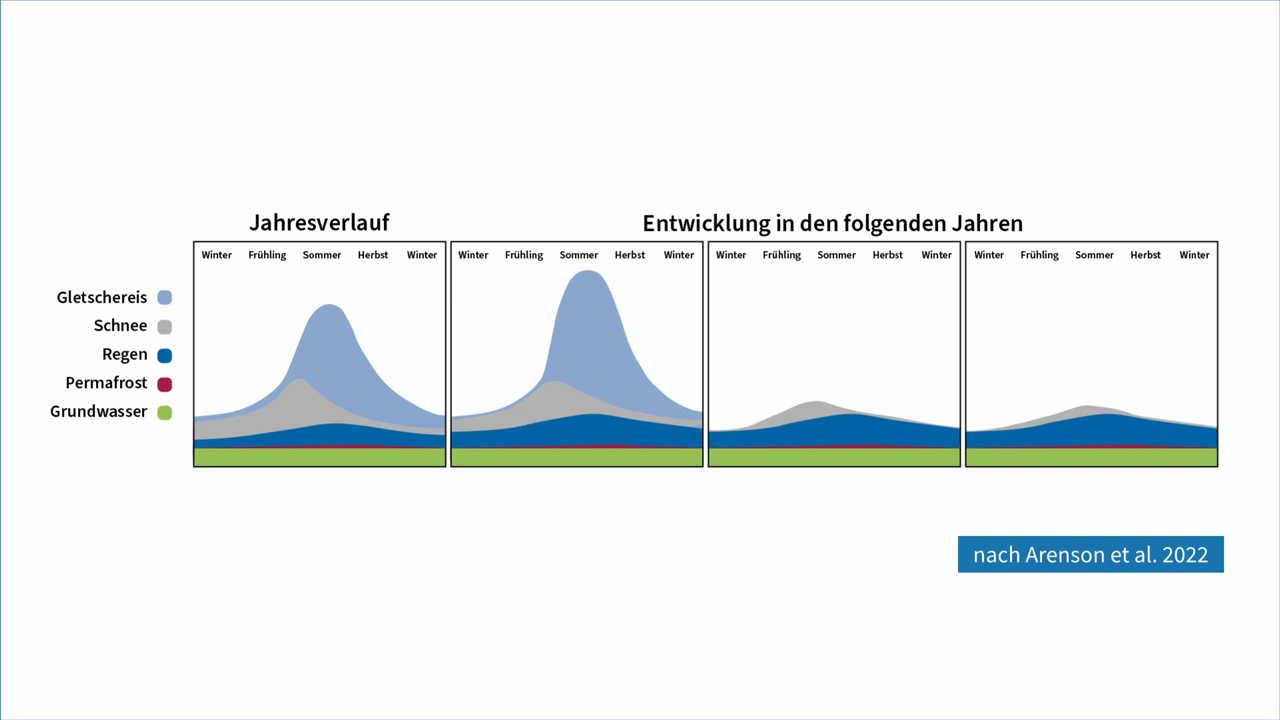 Jahresverlauf
Entwicklung in den folgenden Jahren
Winter Frühling Sommer Herbst Winter
Winter Frühling Sommer Herbst Winter
Winter Frühling Sommer Herbst Winter
Winter Frühling Sommer Herbst Winter
Gletschereis
Schnee
Regen
Permafrost
Grundwasser
nach Arenson et al. 2022